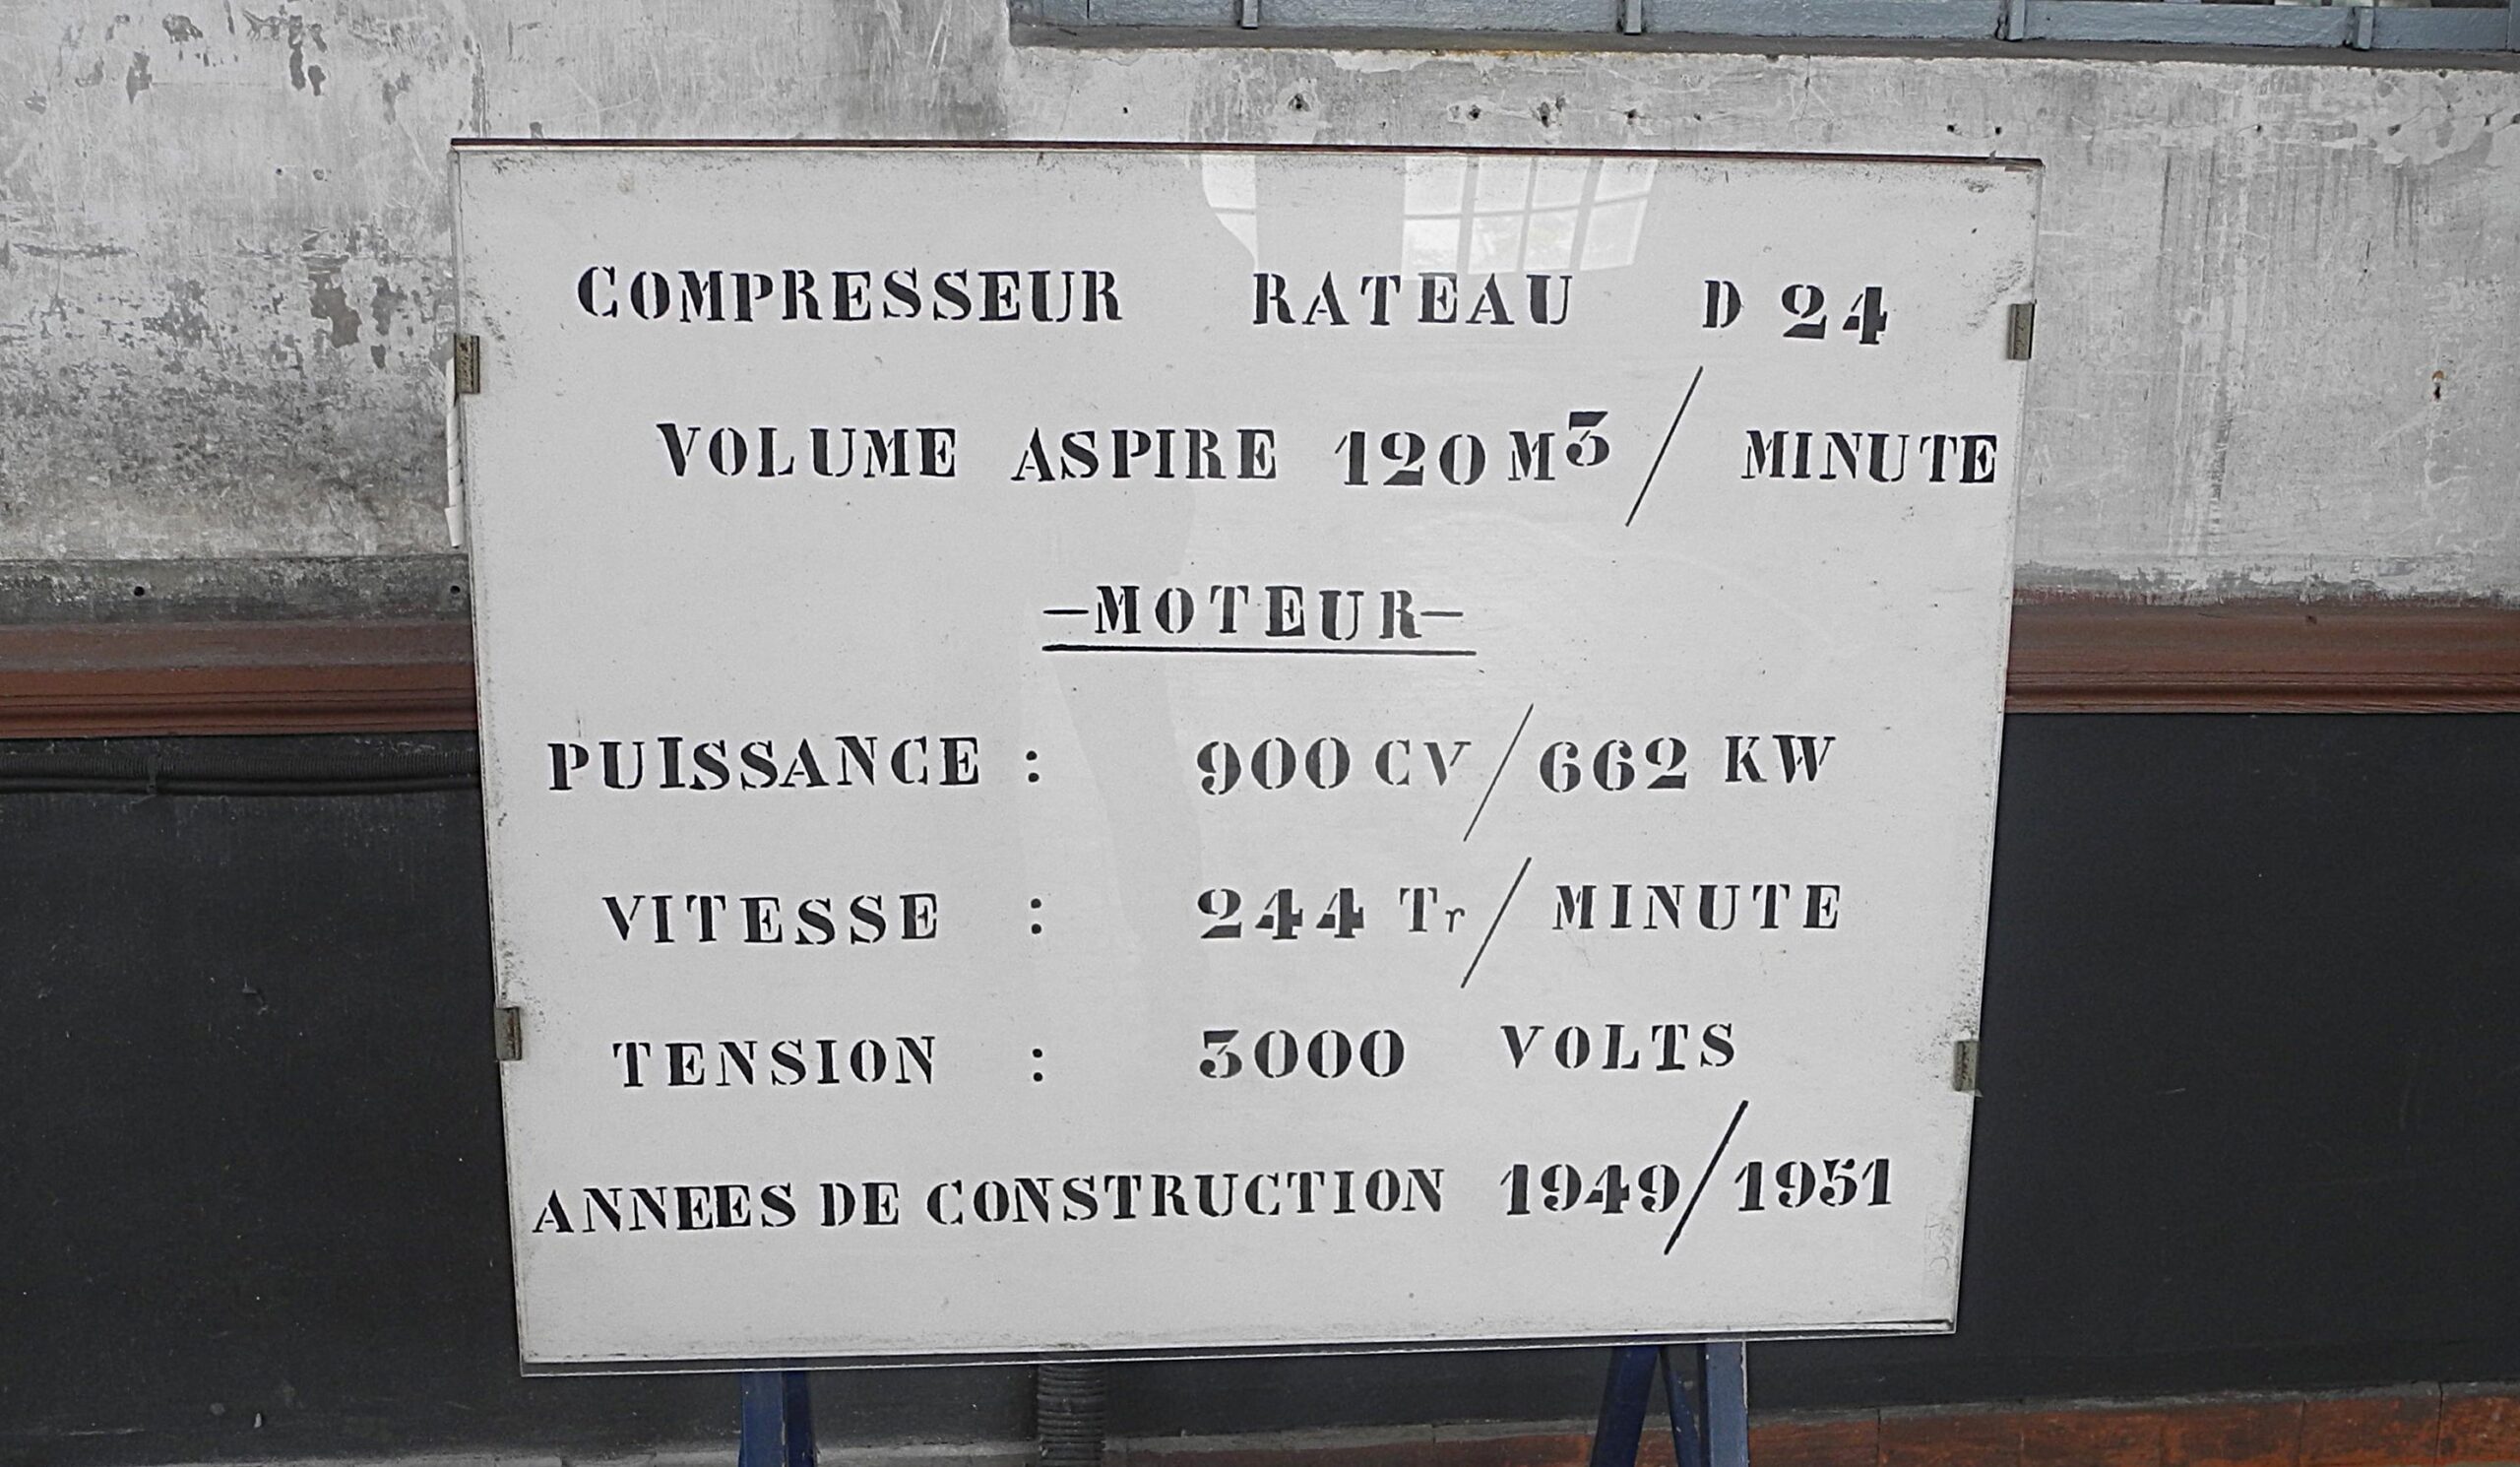 COMPRESSEUR RATEAU D 24
VOLUME ASPIRE 120 M³ / MINUTE
—MOTEUR—
PUISSANCE : 900 CV / 662 KW
VITESSE : 244 Tr / MINUTE
TENSION : 3000 VOLTS
ANNEES DE CONSTRUCTION 1949/1951